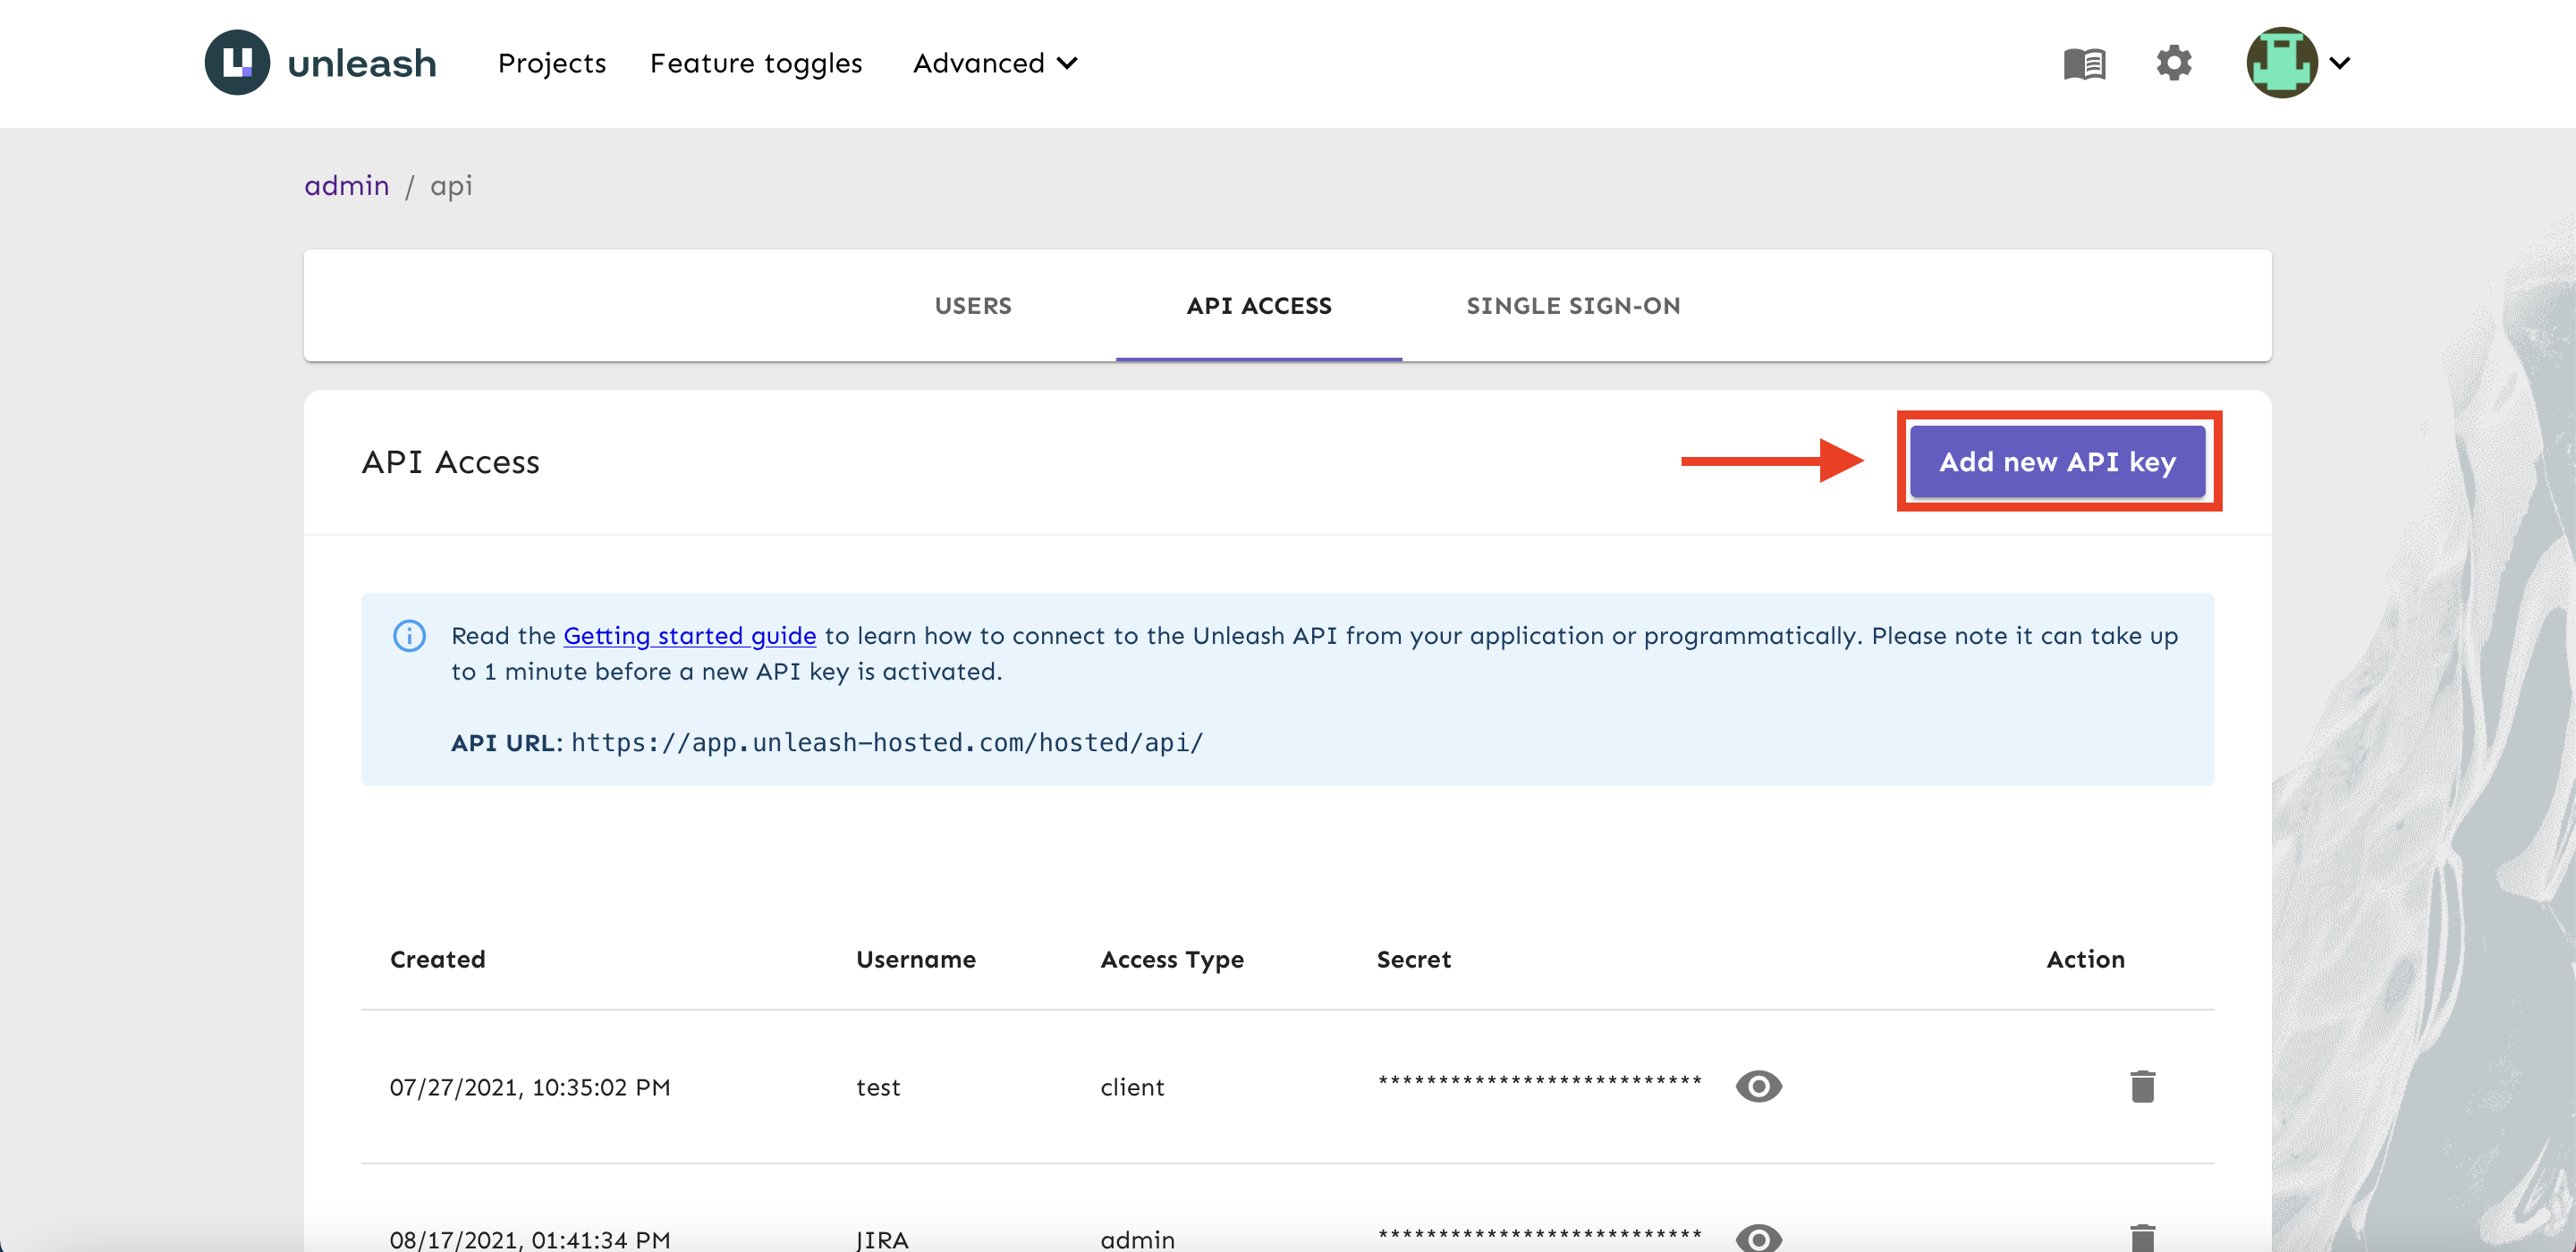 unleash Projects Feature toggles Advanced
admin / api
USERS API ACCESS SINGLE SIGN-ON
API Access Add new API key
Read the Getting started guide to learn how to connect to the Unleash API from your application or programmatically. Please note it can take up
to 1 minute before a new API key is activated.
API URL: https://app.unleash-hosted.com/hosted/api/
Created Username Access Type Secret Action
07/27/2021, 10:35:02 PM test client ***************************
08/17/2021, 01:41:34 PM JIRA admin ***************************